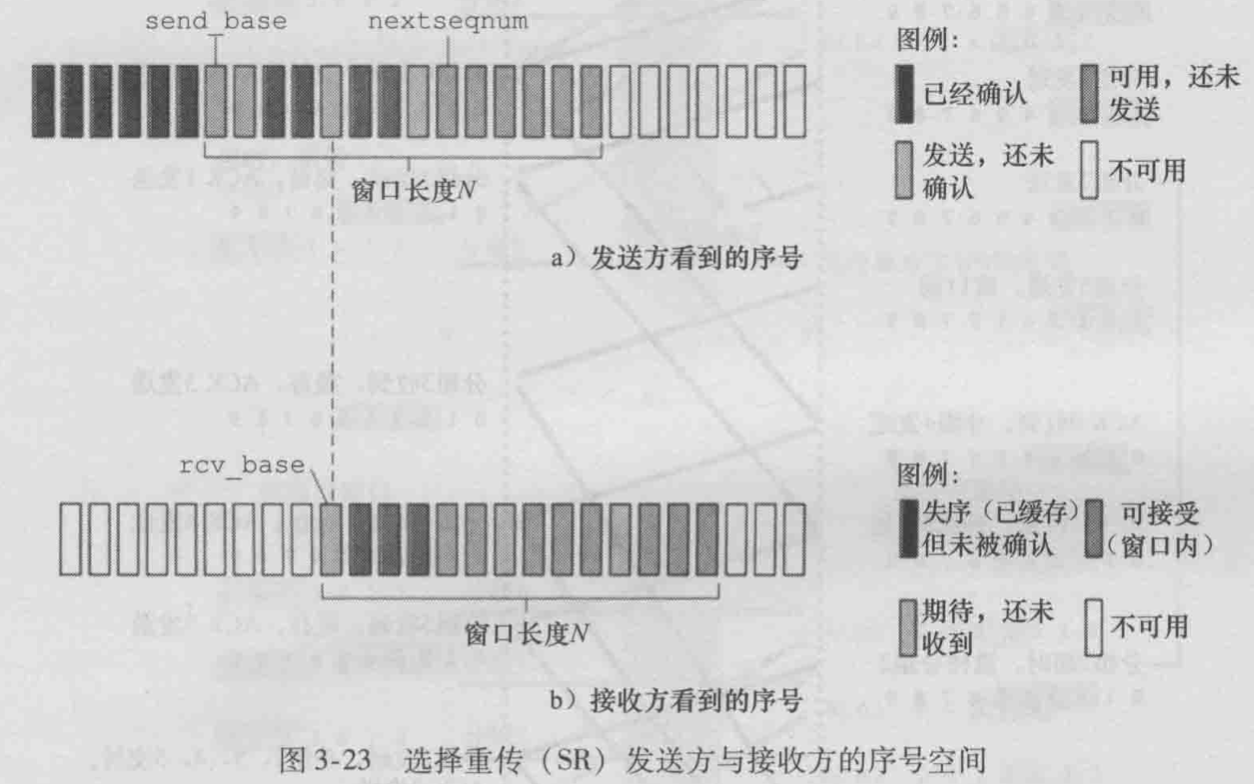 send_base
nextseqnum
窗口长度N
a）发送方看到的序号
图例:
已经确认
可用，还未
发送
发送，还未
确认
不可用
rcv_base
窗口长度N
b）接收方看到的序号
图例:
失序（已缓存）
但未被确认
可接受
（窗口内）
期待，还未
收到
不可用
图 3-23 选择重传（SR）发送方与接收方的序号空间